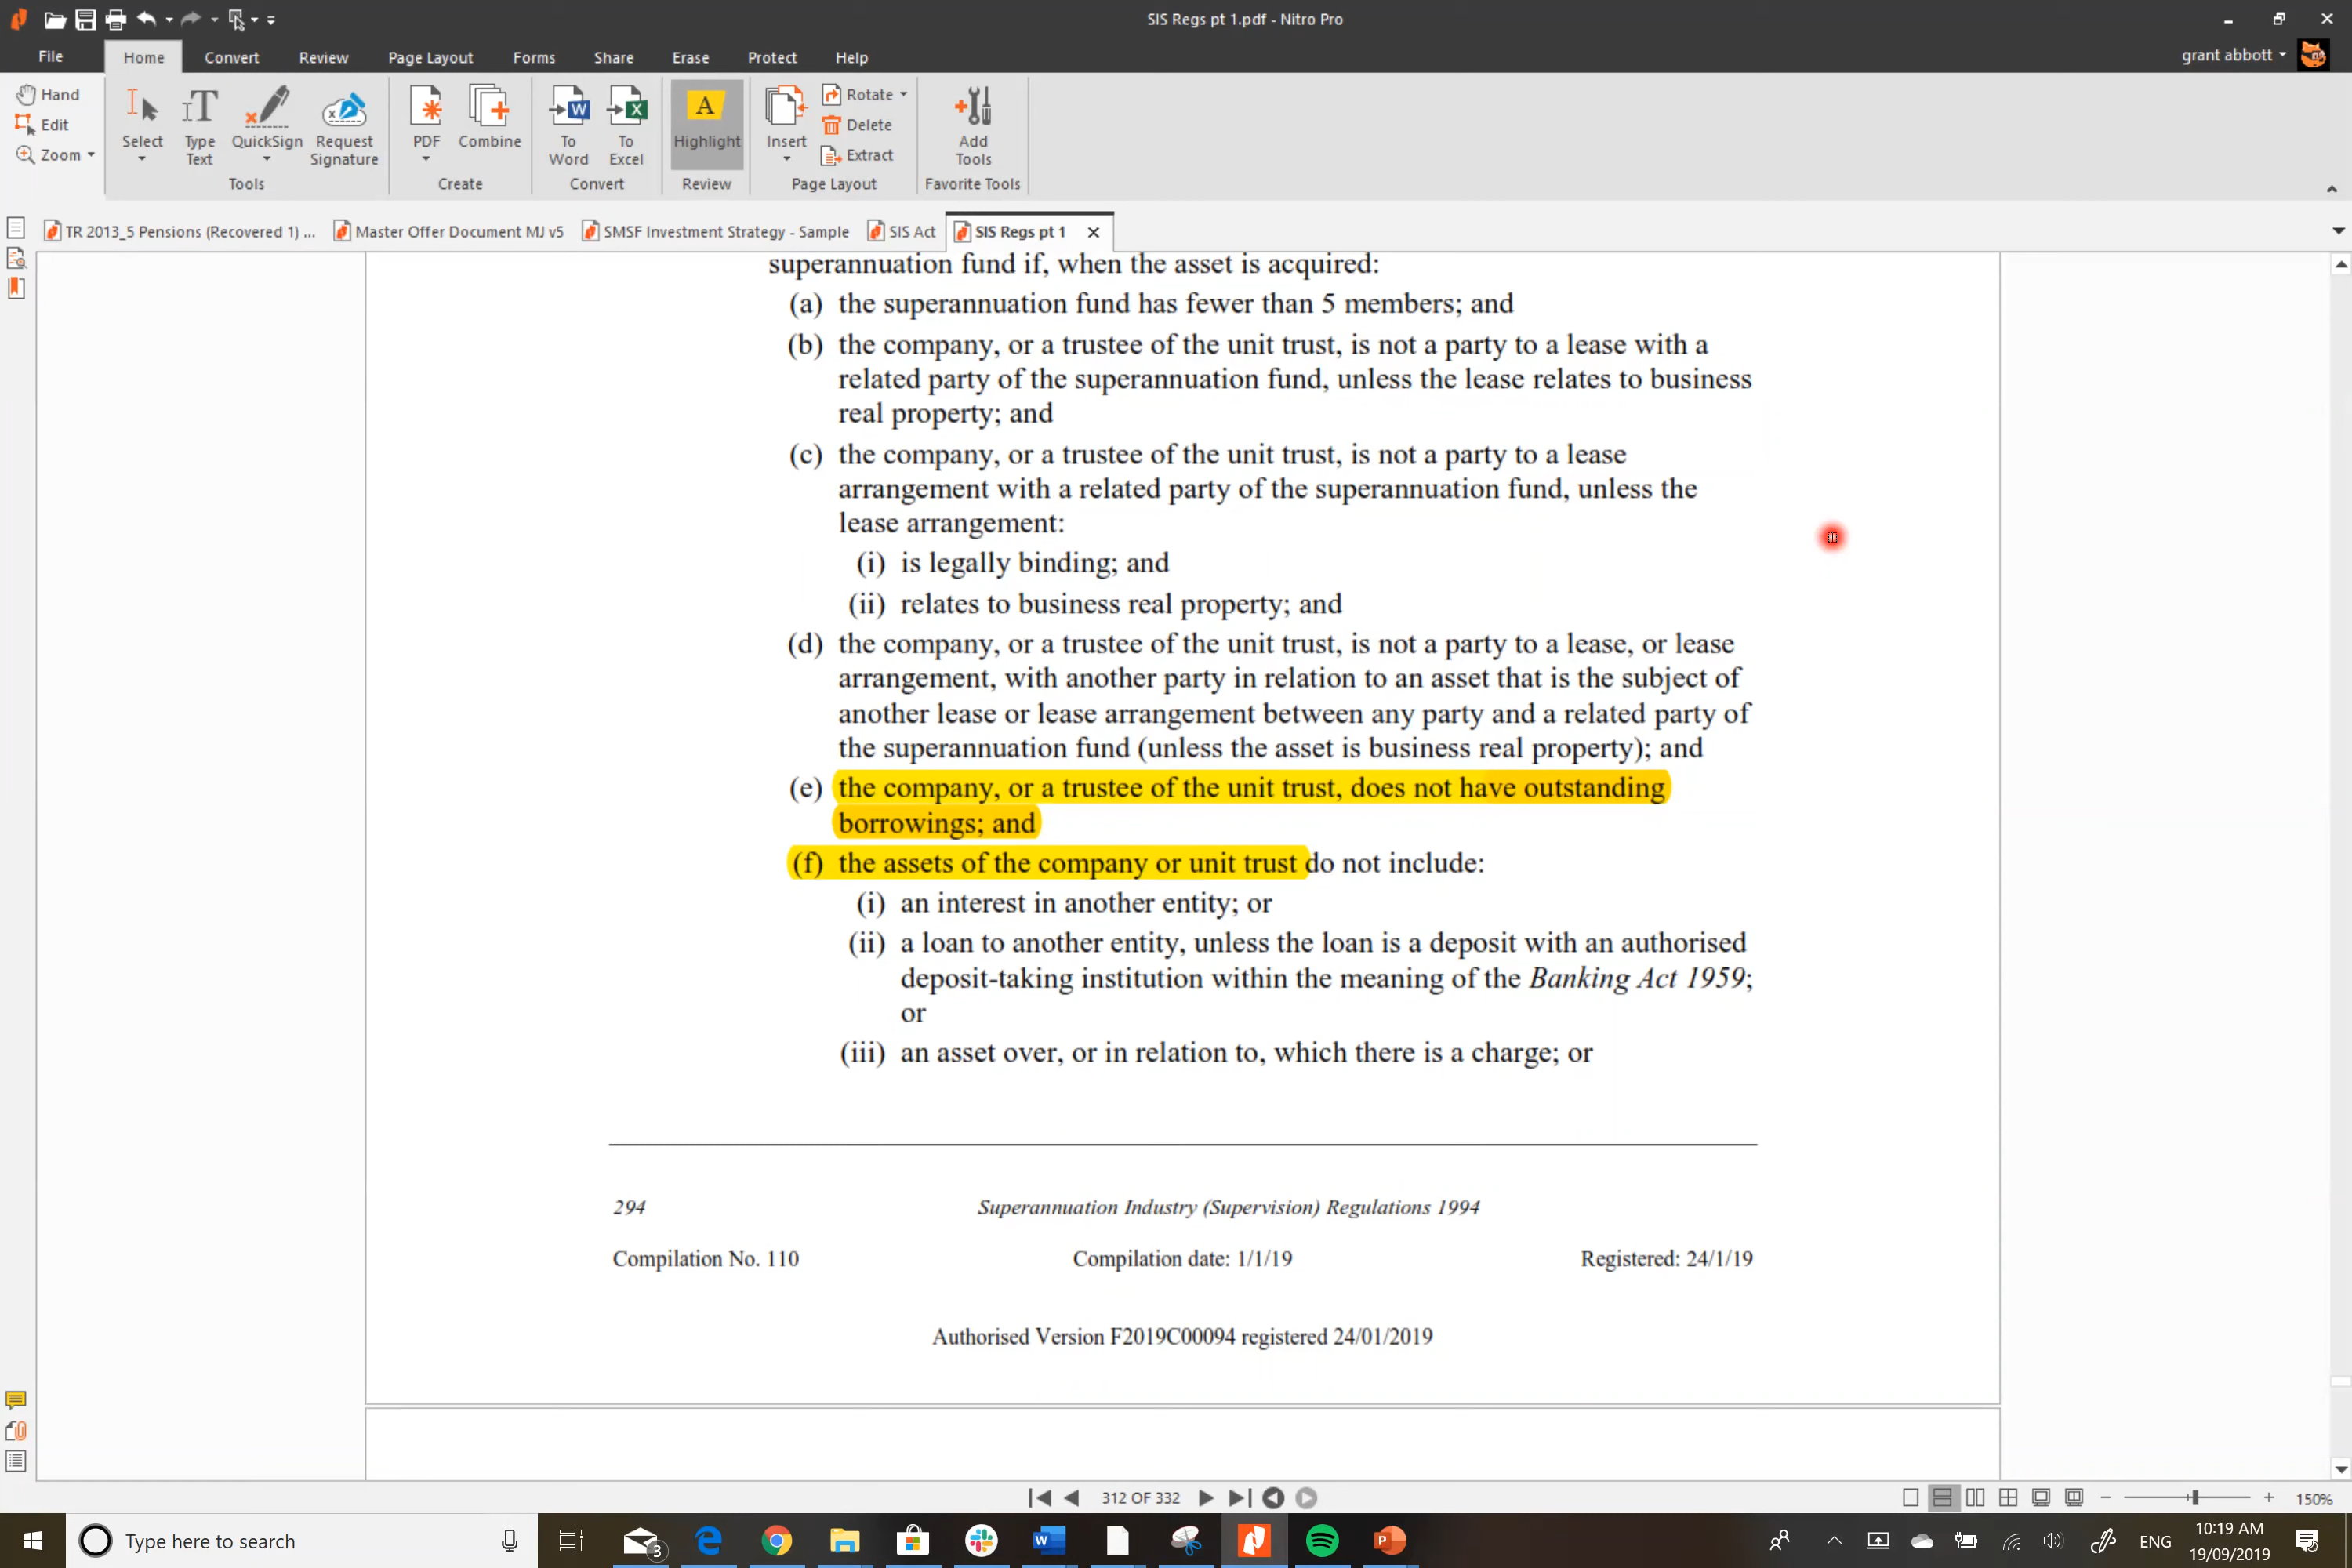 SIS Regs pt 1.pdf - Nitro Pro
File Home Convert Review Page Layout Forms Share Erase Protect Help
grant abbott
Hand
Edit
Zoom
Select
Type Text
QuickSign
Request Signature
Tools
PDF
Combine
Create
To Word
To Excel
Convert
Highlight
Review
Insert
Rotate
Delete
Extract
Page Layout
Add Tools
Favorite Tools
TR 2013_5 Pensions (Recovered 1) ...
Master Offer Document MJ v5
SMSF Investment Strategy - Sample
SIS Act
SIS Regs pt 1
superannuation fund if, when the asset is acquired:
(a) the superannuation fund has fewer than 5 members; and
(b) the company, or a trustee of the unit trust, is not a party to a lease with a
related party of the superannuation fund, unless the lease relates to business
real property; and
(c) the company, or a trustee of the unit trust, is not a party to a lease
arrangement with a related party of the superannuation fund, unless the
lease arrangement:
(i) is legally binding; and
(ii) relates to business real property; and
(d) the company, or a trustee of the unit trust, is not a party to a lease, or lease
arrangement, with another party in relation to an asset that is the subject of
another lease or lease arrangement between any party and a related party of
the superannuation fund (unless the asset is business real property); and
(e) the company, or a trustee of the unit trust, does not have outstanding
borrowings; and
(f) the assets of the company or unit trust do not include:
(i) an interest in another entity; or
(ii) a loan to another entity, unless the loan is a deposit with an authorised
deposit-taking institution within the meaning of the Banking Act 1959;
or
(iii) an asset over, or in relation to, which there is a charge; or
294 Superannuation Industry (Supervision) Regulations 1994
Compilation No. 110 Compilation date: 1/1/19 Registered: 24/1/19
Authorised Version F2019C00094 registered 24/01/2019
312 OF 332
150%
Type here to search
3
ENG
10:19 AM
19/09/2019